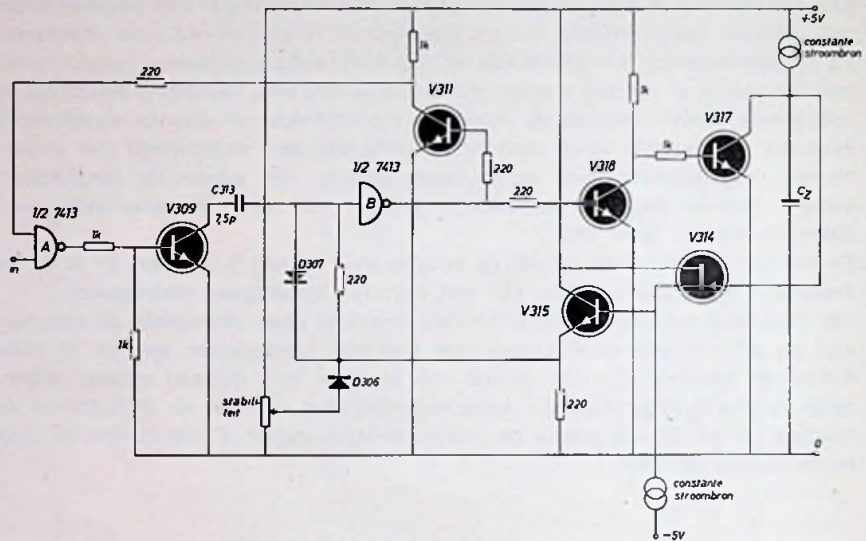 +5V
constante
stroombron
1k
220
V311
V317
1k
1k
1/2 7413
V318
220
1/2 7413
V309
C313
7,5p
B
220
CZ
A
1k
V314
in
D307
220
V315
1k
stabili
teit
D306
220
0
constante
stroombron
-5V